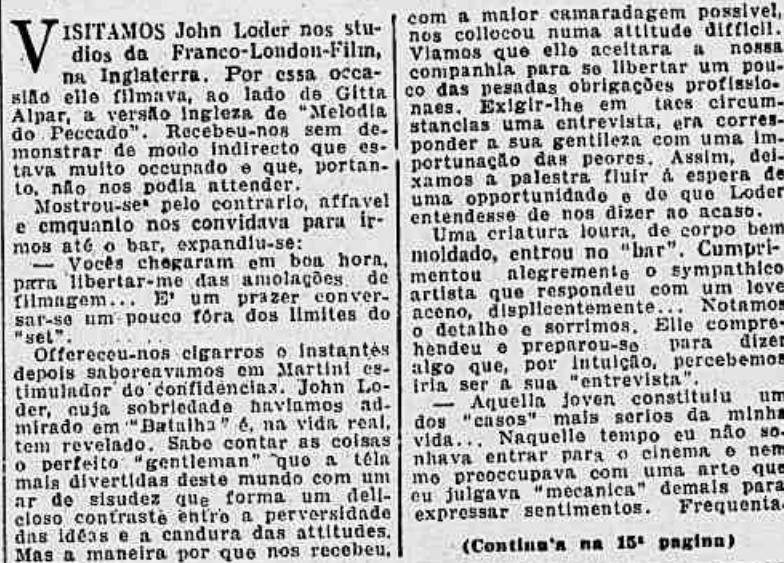 VISITAMOS John Loder nos stu-
dios da Franco-London-Film,
na Inglaterra. Por essa occa-
sião elle filmava, ao lado de Gitta
Alpar, a versão ingleza de "Melodia
do Peccado". Recebeu-nos sem de-
monstrar de modo indirecto que es-
tava muito occupado e que, portan-
to, não nos podia attender.
Mostrou-se pelo contrario, affavel
e emquanto nos convidava para ir-
mos até o bar, expandiu-se:
— Vocês chegaram em boa hora,
para libertar-me das amolações de
filmagem... E' um prazer conver-
sar-se um pouco fóra dos limites do
"set".
Offereceu-nos cigarros e instantes
depois saboreavamos em Martini es-
timulador de confidencias. John Lo-
der, cuja sobriedade haviamos ad-
mirado em "Batalha" é, na vida real,
tem revelado. Sabe contar as coisas
o perfeito "gentleman" que a téla
mais divertidas deste mundo com um
ar de sisudez que forma um deli-
cioso contraste entre a perversidade
das idéas e a candura das attitudes.
Mas a maneira por que nos recebeu,
com a maior camaradagem possivel,
nos collocou numa attitude difficil.
Viamos que elle aceitara a nossa
companhia para se libertar um pou-
co das pesadas obrigações profissio-
naes. Exigir-lhe em taes circum-
stancias uma entrevista, era corres-
ponder a sua gentileza com uma im-
portunação das peores. Assim, dei-
xamos a palestra fluir á espera de
uma opportunidade e de que Loder
entendesse de nos dizer ao acaso.
Uma criatura loura, de corpo bem
moldado, entrou no "bar". Cumpri-
mentou alegremente o sympathico
artista que respondeu com um leve
aceno, displicentemente... Notamos
o detalhe e sorrimos. Elle compre-
hendeu e preparou-se para dizer
algo que, por intuição, percebemos
iria ser a sua "entrevista".
— Aquella joven constituiu um
dos "casos" mais serios da minha
vida... Naquelle tempo eu não so-
nhava entrar para o cinema e nem
me preoccupava com uma arte que
eu julgava "mecanica" demais para
expressar sentimentos. Frequenta-
(Continu'a na 15ª pagina)